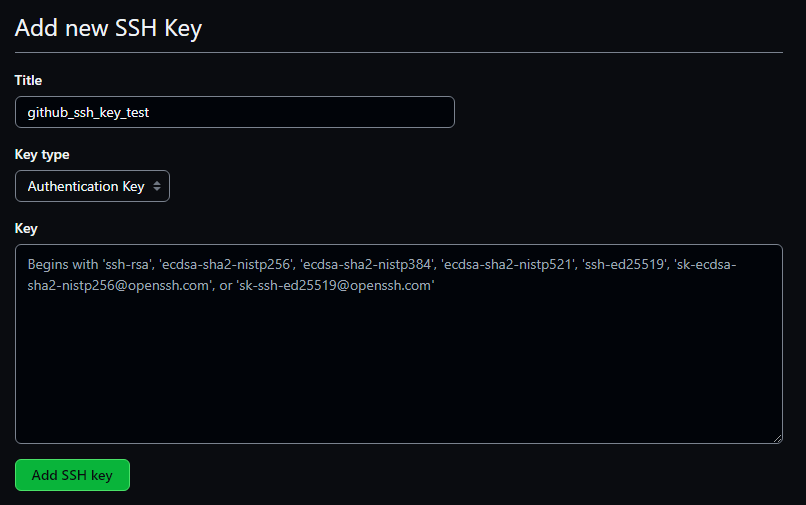 Add new SSH Key
Title
github_ssh_key_test
Key type
Authentication Key
Key
Begins with 'ssh-rsa', 'ecdsa-sha2-nistp256', 'ecdsa-sha2-nistp384', 'ecdsa-sha2-nistp521', 'ssh-ed25519', 'sk-ecdsa-
sha2-nistp256@openssh.com', or 'sk-ssh-ed25519@openssh.com'
Add SSH key